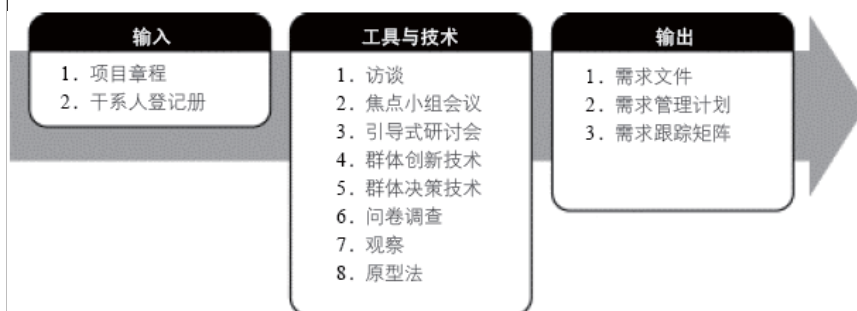 输入
1. 项目章程
2. 干系人登记册
工具与技术
1. 访谈
2. 焦点小组会议
3. 引导式研讨会
4. 群体创新技术
5. 群体决策技术
6. 问卷调查
7. 观察
8. 原型法
输出
1. 需求文件
2. 需求管理计划
3. 需求跟踪矩阵